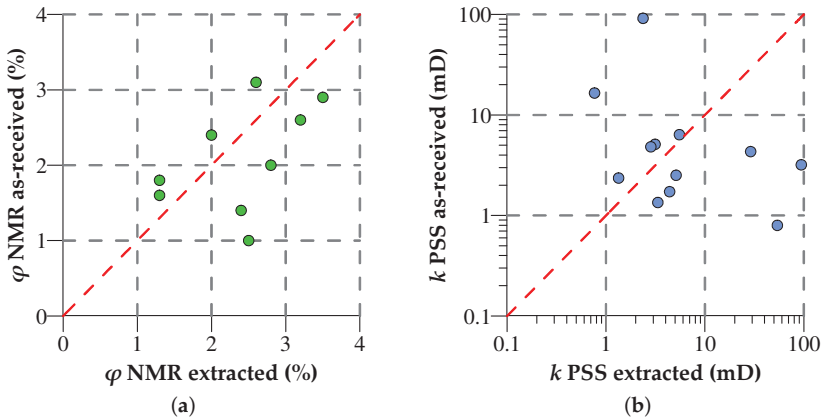 4
3
2
1
0
0 1 2 3 4
φ NMR as-received (%)
φ NMR extracted (%)
(a)
100
10
1
0.1
0.1 1 10 100
k PSS as-received (mD)
k PSS extracted (mD)
(b)